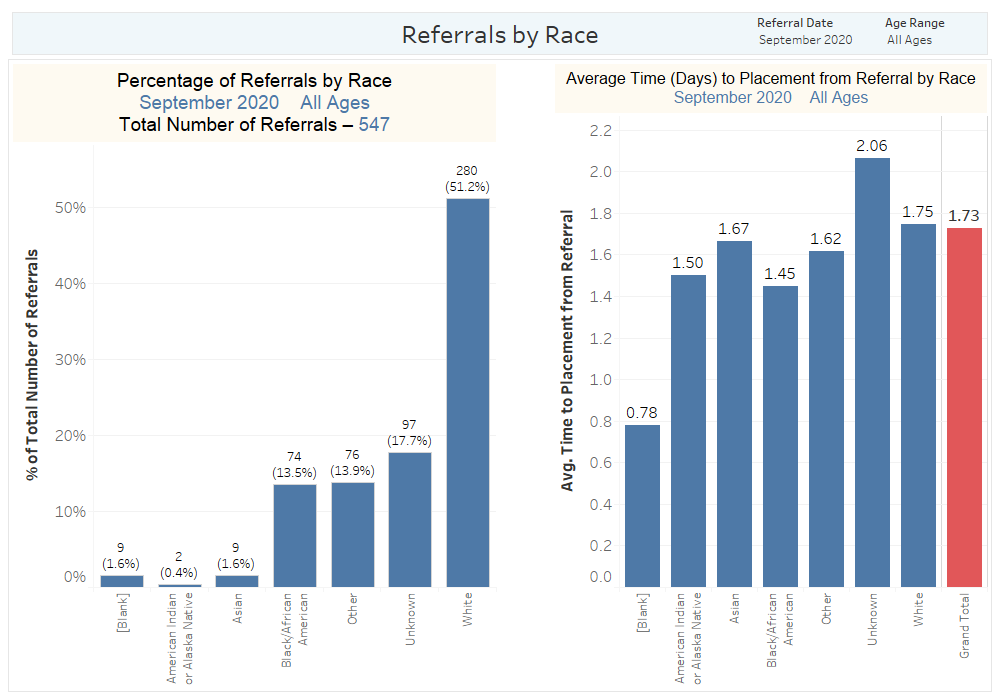 Referrals by Race
Referral Date
September 2020
Age Range
All Ages
Percentage of Referrals by Race
September 2020 All Ages
Total Number of Referrals – 547
% of Total Number of Referrals
50%
40%
30%
20%
10%
0%
9
(1.6%)
2
(0.4%)
9
(1.6%)
74
(13.5%)
76
(13.9%)
97
(17.7%)
280
(51.2%)
[Blank]
American Indian
or Alaska Native
Asian
Black/African
American
Other
Unknown
White
Average Time (Days) to Placement from Referral by Race
September 2020 All Ages
Avg. Time to Placement from Referral
2.2
2.0
1.8
1.6
1.4
1.2
1.0
0.8
0.6
0.4
0.2
0.0
0.78
1.50
1.67
1.45
1.62
2.06
1.75
1.73
[Blank]
American Indian
or Alaska Native
Asian
Black/African
American
Other
Unknown
White
Grand Total